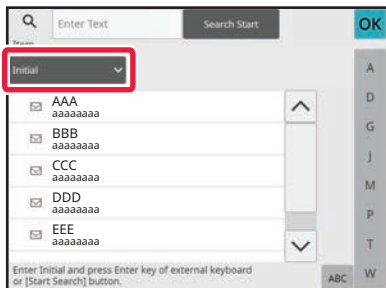 Enter Text
Search Start
OK
Item
Initial
AAA
aaaaaaaa
BBB
aaaaaaaa
CCC
aaaaaaaa
DDD
aaaaaaaa
EEE
aaaaaaaa
A
D
G
J
M
P
T
W
Enter Initial and press Enter key of external keyboard
or [Start Search] button.
ABC